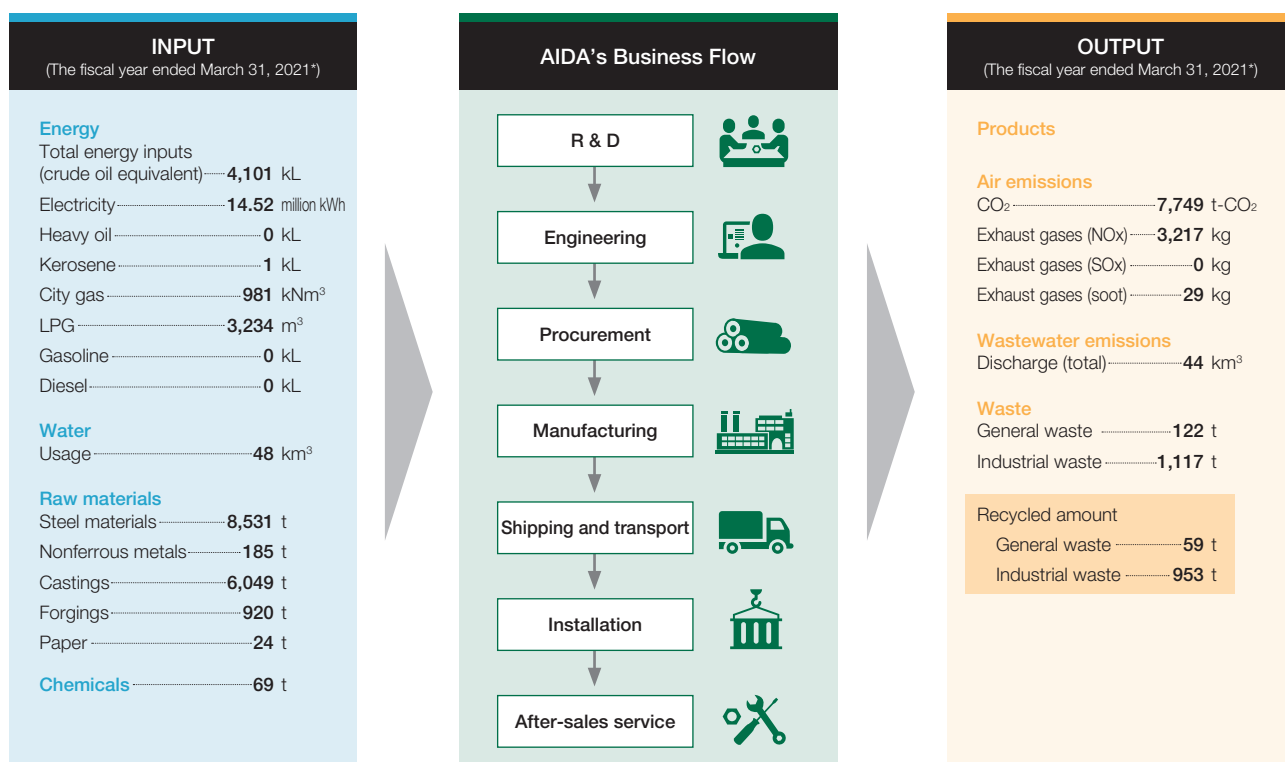 INPUT
(The fiscal year ended March 31, 2021*)
Energy
Total energy inputs
(crude oil equivalent) 4,101 kL
Electricity 14.52 million kWh
Heavy oil 0 kL
Kerosene 1 kL
City gas 981 kNm³
LPG 3,234 m³
Gasoline 0 kL
Diesel 0 kL
Water
Usage 48 km³
Raw materials
Steel materials 8,531 t
Nonferrous metals 185 t
Castings 6,049 t
Forgings 920 t
Paper 24 t
Chemicals 69 t
AIDA's Business Flow
R & D
Engineering
Procurement
Manufacturing
Shipping and transport
Installation
After-sales service
OUTPUT
(The fiscal year ended March 31, 2021*)
Products
Air emissions
CO₂ 7,749 t-CO₂
Exhaust gases (NOx) 3,217 kg
Exhaust gases (SOx) 0 kg
Exhaust gases (soot) 29 kg
Wastewater emissions
Discharge (total) 44 km³
Waste
General waste 122 t
Industrial waste 1,117 t
Recycled amount
General waste 59 t
Industrial waste 953 t